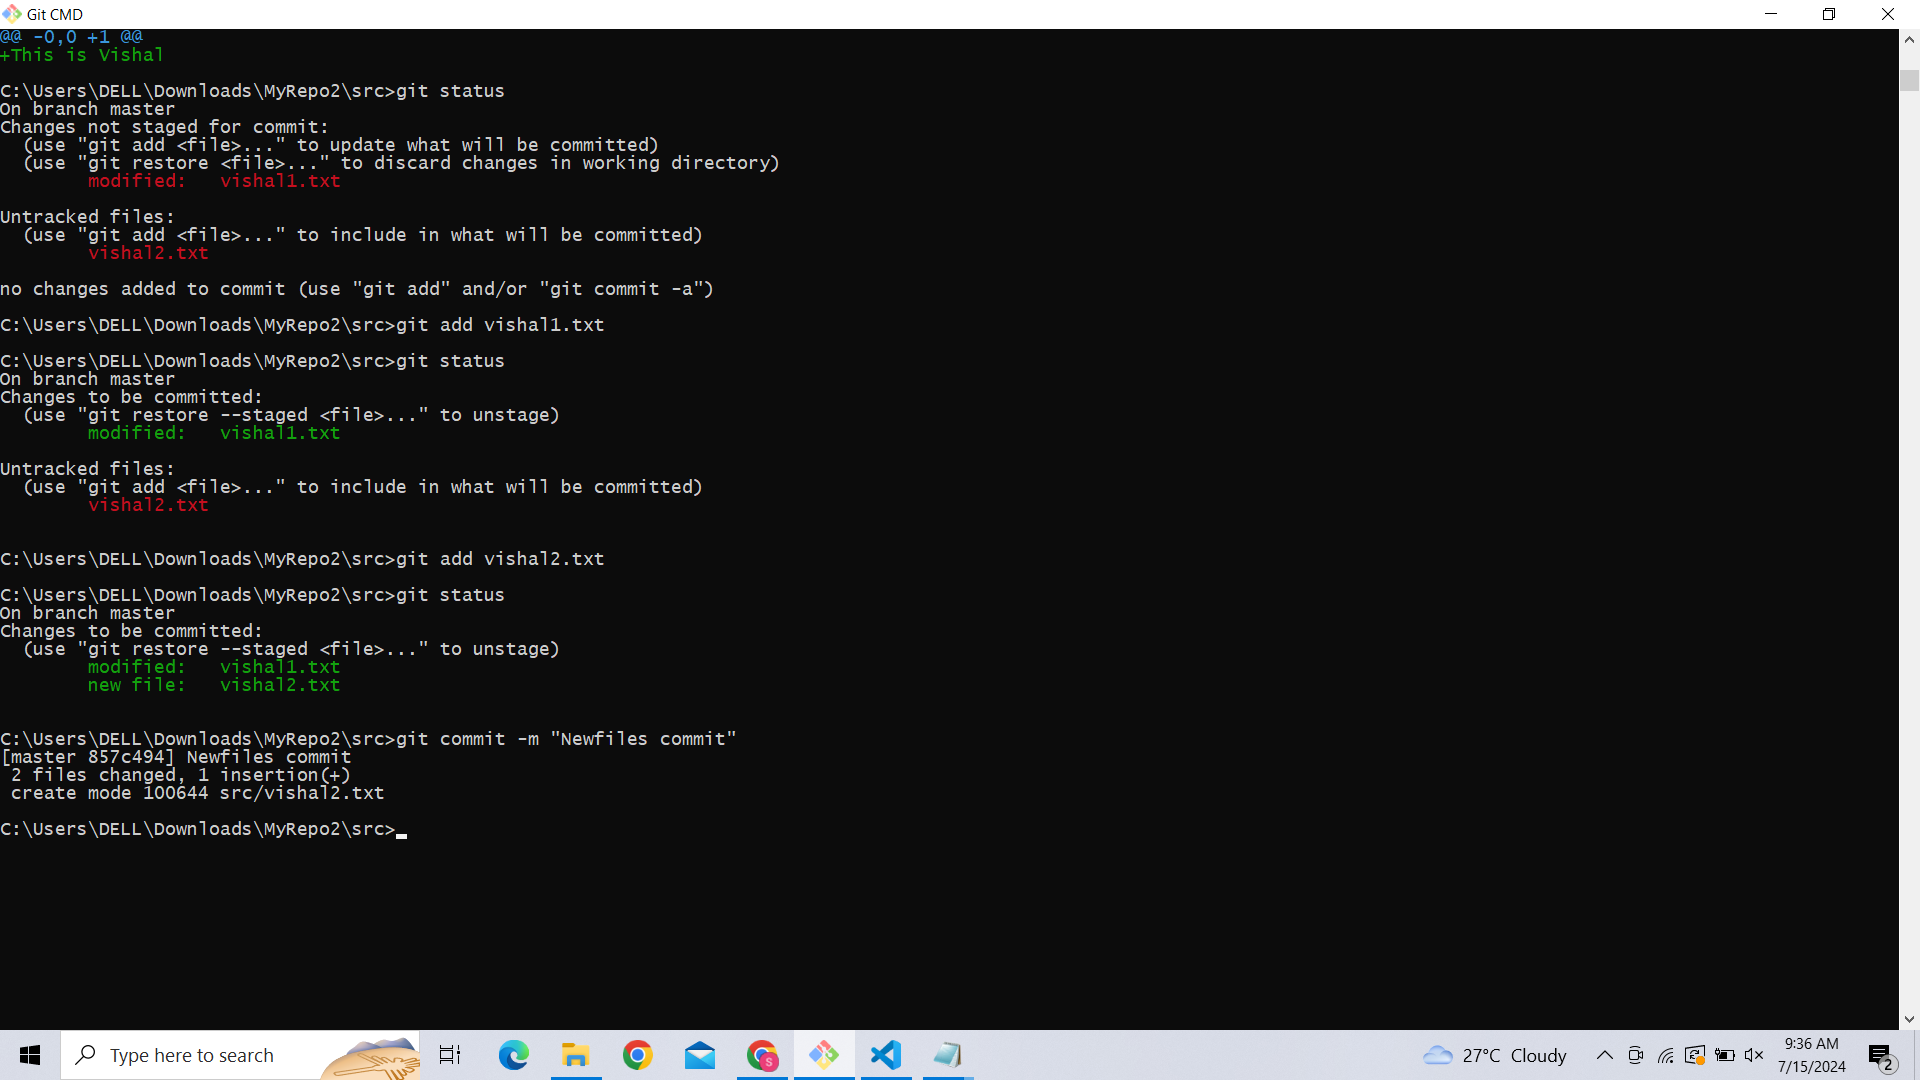 Git CMD
@@ -0,0 +1 @@
+This is Vishal
C:\Users\DELL\Downloads\MyRepo2\src>git status
On branch master
Changes not staged for commit:
  (use "git add <file>..." to update what will be committed)
  (use "git restore <file>..." to discard changes in working directory)
        modified:   vishal1.txt
Untracked files:
  (use "git add <file>..." to include in what will be committed)
        vishal2.txt
no changes added to commit (use "git add" and/or "git commit -a")
C:\Users\DELL\Downloads\MyRepo2\src>git add vishal1.txt
C:\Users\DELL\Downloads\MyRepo2\src>git status
On branch master
Changes to be committed:
  (use "git restore --staged <file>..." to unstage)
        modified:   vishal1.txt
Untracked files:
  (use "git add <file>..." to include in what will be committed)
        vishal2.txt
C:\Users\DELL\Downloads\MyRepo2\src>git add vishal2.txt
C:\Users\DELL\Downloads\MyRepo2\src>git status
On branch master
Changes to be committed:
  (use "git restore --staged <file>..." to unstage)
        modified:   vishal1.txt
        new file:   vishal2.txt
C:\Users\DELL\Downloads\MyRepo2\src>git commit -m "Newfiles commit"
[master 857c494] Newfiles commit
 2 files changed, 1 insertion(+)
 create mode 100644 src/vishal2.txt
C:\Users\DELL\Downloads\MyRepo2\src>
Type here to search
S
27°C Cloudy
9:36 AM
7/15/2024
2